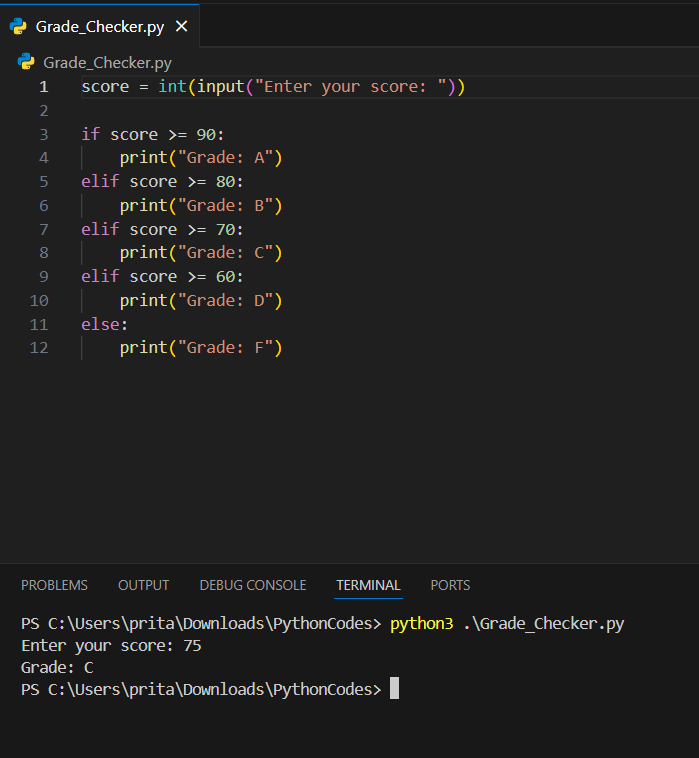 Grade_Checker.py
Grade_Checker.py
1 score = int(input("Enter your score: "))
2
3 if score >= 90:
4     print("Grade: A")
5 elif score >= 80:
6     print("Grade: B")
7 elif score >= 70:
8     print("Grade: C")
9 elif score >= 60:
10     print("Grade: D")
11 else:
12     print("Grade: F")
PROBLEMS OUTPUT DEBUG CONSOLE TERMINAL PORTS
PS C:\Users\prita\Downloads\PythonCodes> python3 .\Grade_Checker.py
Enter your score: 75
Grade: C
PS C:\Users\prita\Downloads\PythonCodes>